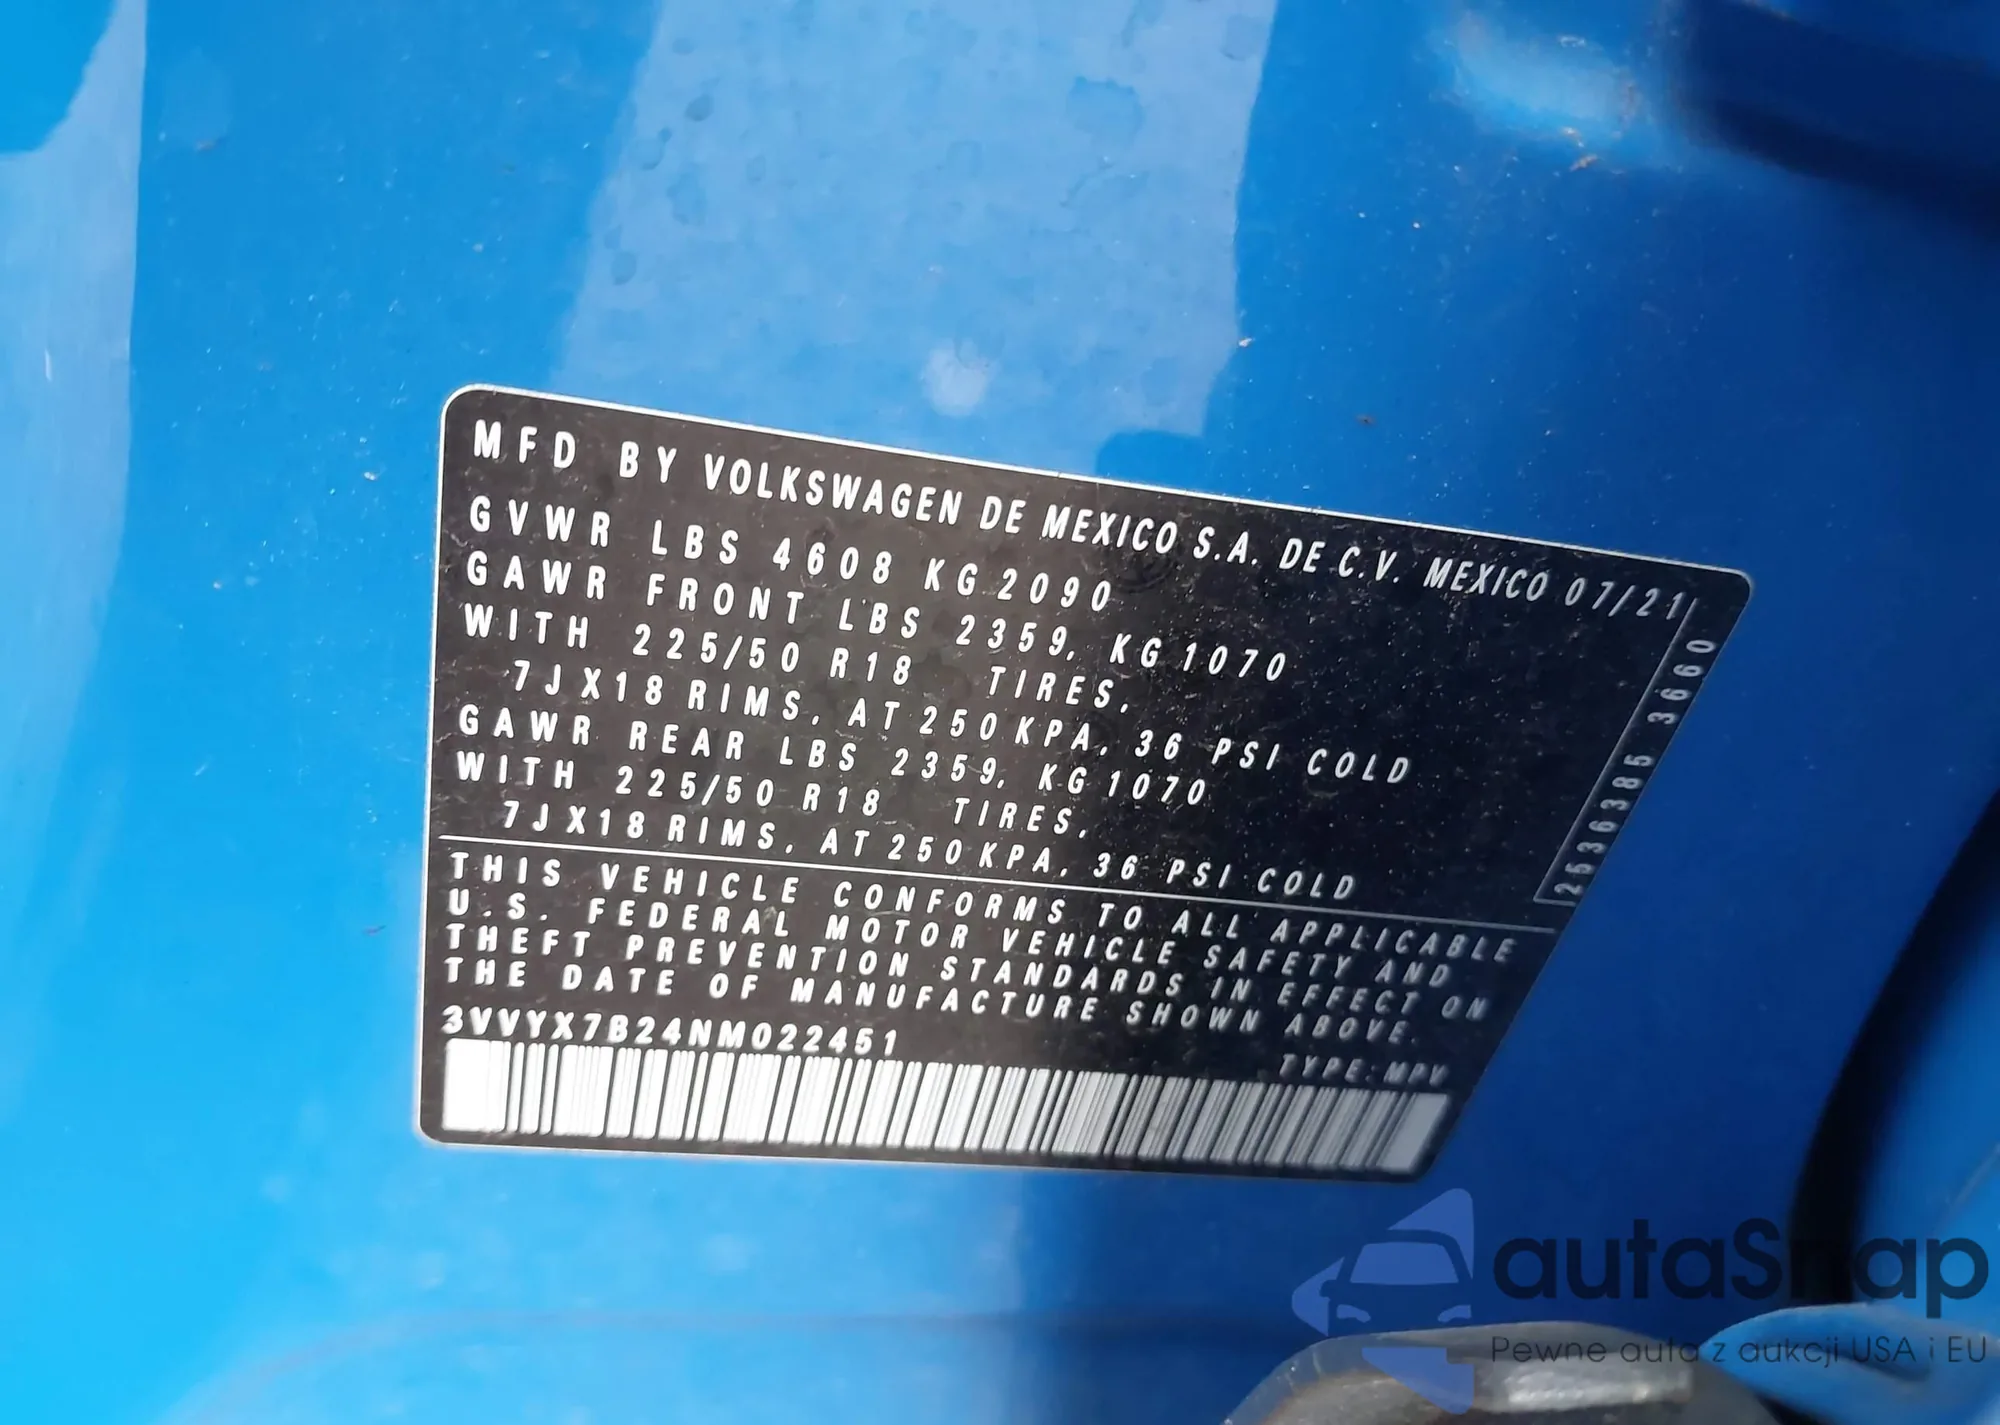 MFD BY VOLKSWAGEN DE MEXICO S.A. DE C.V. MEXICO 07/21
GVWR LBS 4608 KG 2090
GAWR FRONT LBS 2359, KG 1070
WITH 225/50 R18 TIRES,
7JX18 RIMS, AT 250KPA, 36 PSI COLD
GAWR REAR LBS 2359, KG 1070
WITH 225/50 R18 TIRES,
7JX18 RIMS, AT 250KPA, 36 PSI COLD
2536385 3660
THIS VEHICLE CONFORMS TO ALL APPLICABLE
U.S. FEDERAL MOTOR VEHICLE SAFETY AND
THEFT PREVENTION STANDARDS IN EFFECT ON
THE DATE OF MANUFACTURE SHOWN ABOVE.
3VVYX7B24NM022451
TYPE: MPV
autaSnap
Pewne auta z aukcji USA i EU